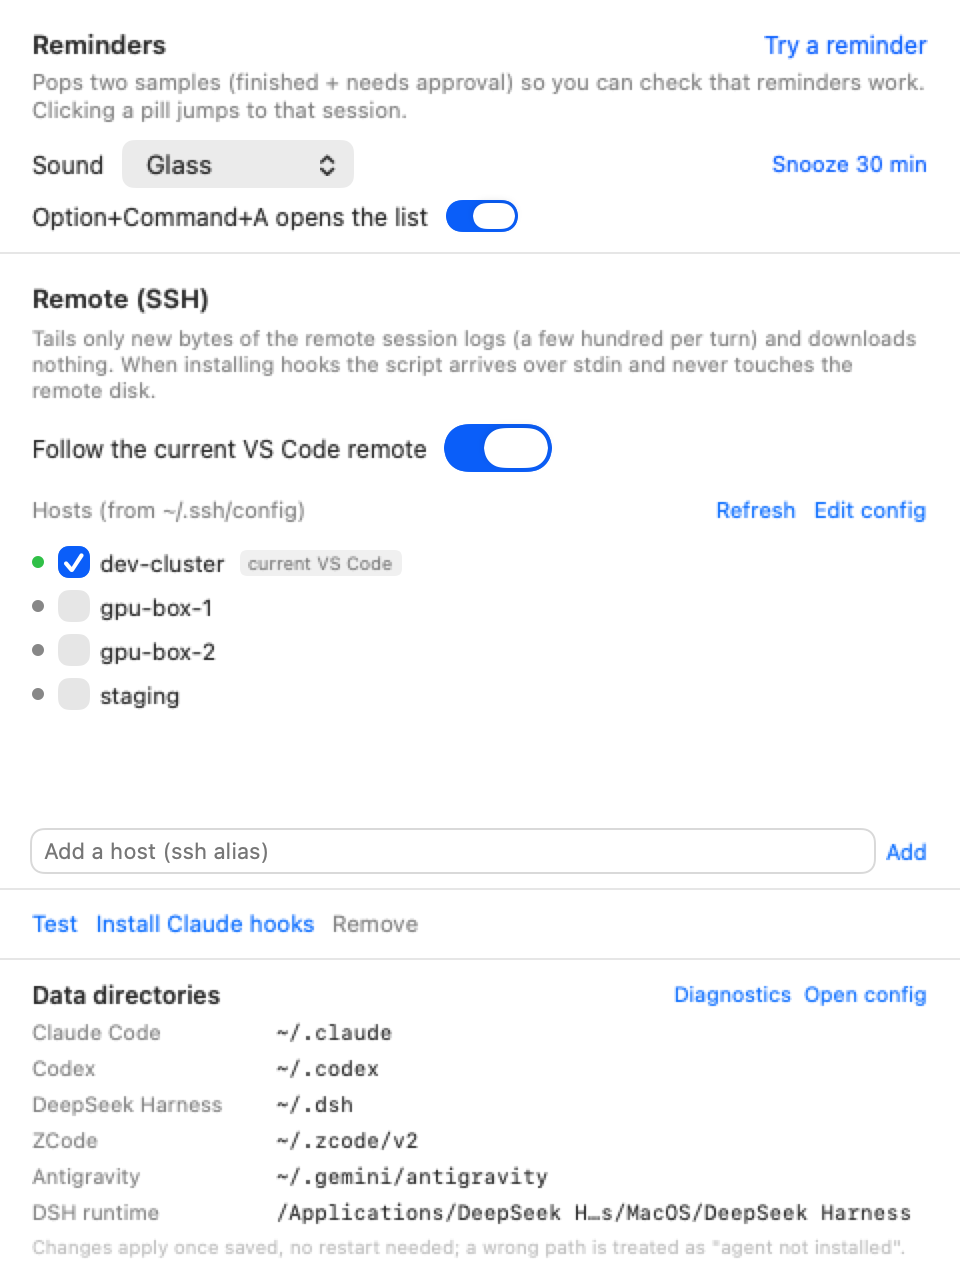 Reminders
Try a reminder
Pops two samples (finished + needs approval) so you can check that reminders work.
Clicking a pill jumps to that session.
Sound
Glass
Snooze 30 min
Option+Command+A opens the list
Remote (SSH)
Tails only new bytes of the remote session logs (a few hundred per turn) and downloads
nothing. When installing hooks the script arrives over stdin and never touches the
remote disk.
Follow the current VS Code remote
Hosts (from ~/.ssh/config)
Refresh
Edit config
dev-cluster
current VS Code
gpu-box-1
gpu-box-2
staging
Add a host (ssh alias)
Add
Test
Install Claude hooks
Remove
Data directories
Diagnostics
Open config
Claude Code
~/.claude
Codex
~/.codex
DeepSeek Harness
~/.dsh
ZCode
~/.zcode/v2
Antigravity
~/.gemini/antigravity
DSH runtime
/Applications/DeepSeek H…s/MacOS/DeepSeek Harness
Changes apply once saved, no restart needed; a wrong path is treated as "agent not installed".